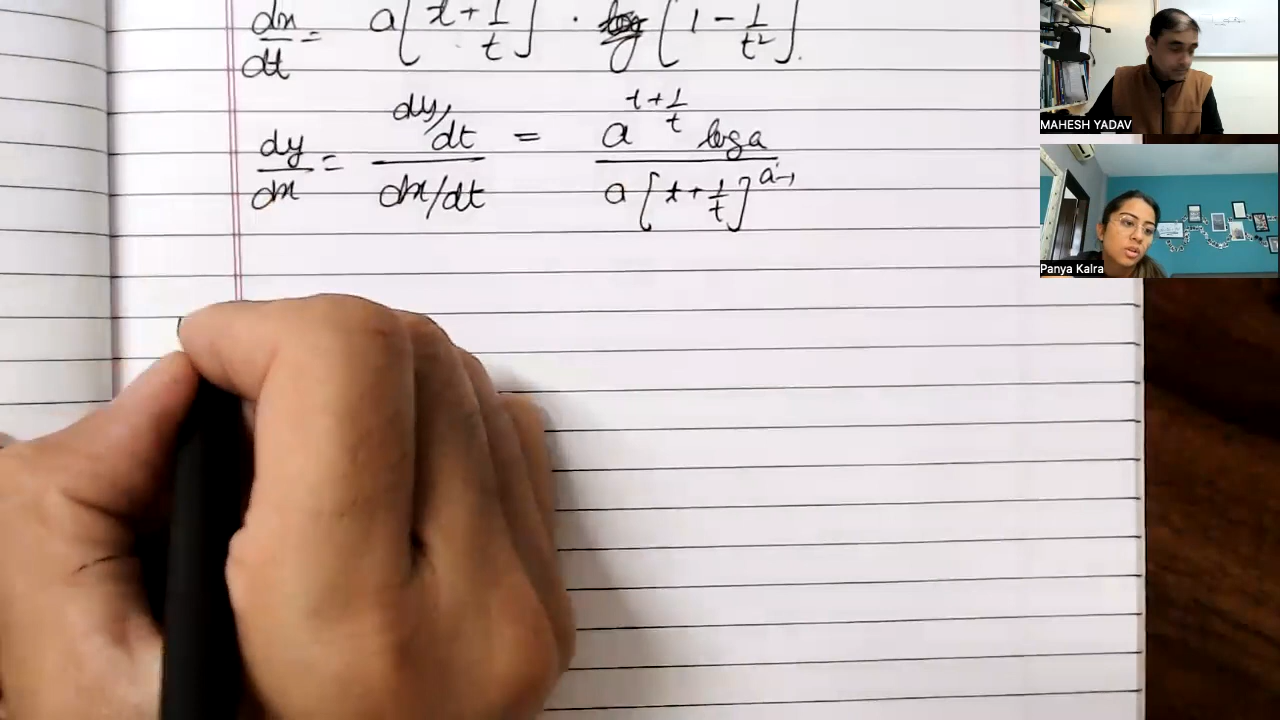 dx/dt = a[t + 1/t] · [1 - 1/t²].
dy/dx = dy/dt / dx/dt = a^(t + 1/t) log a / a[t + 1/t]^(a-1)
MAHESH YADAV
Panya Kalra